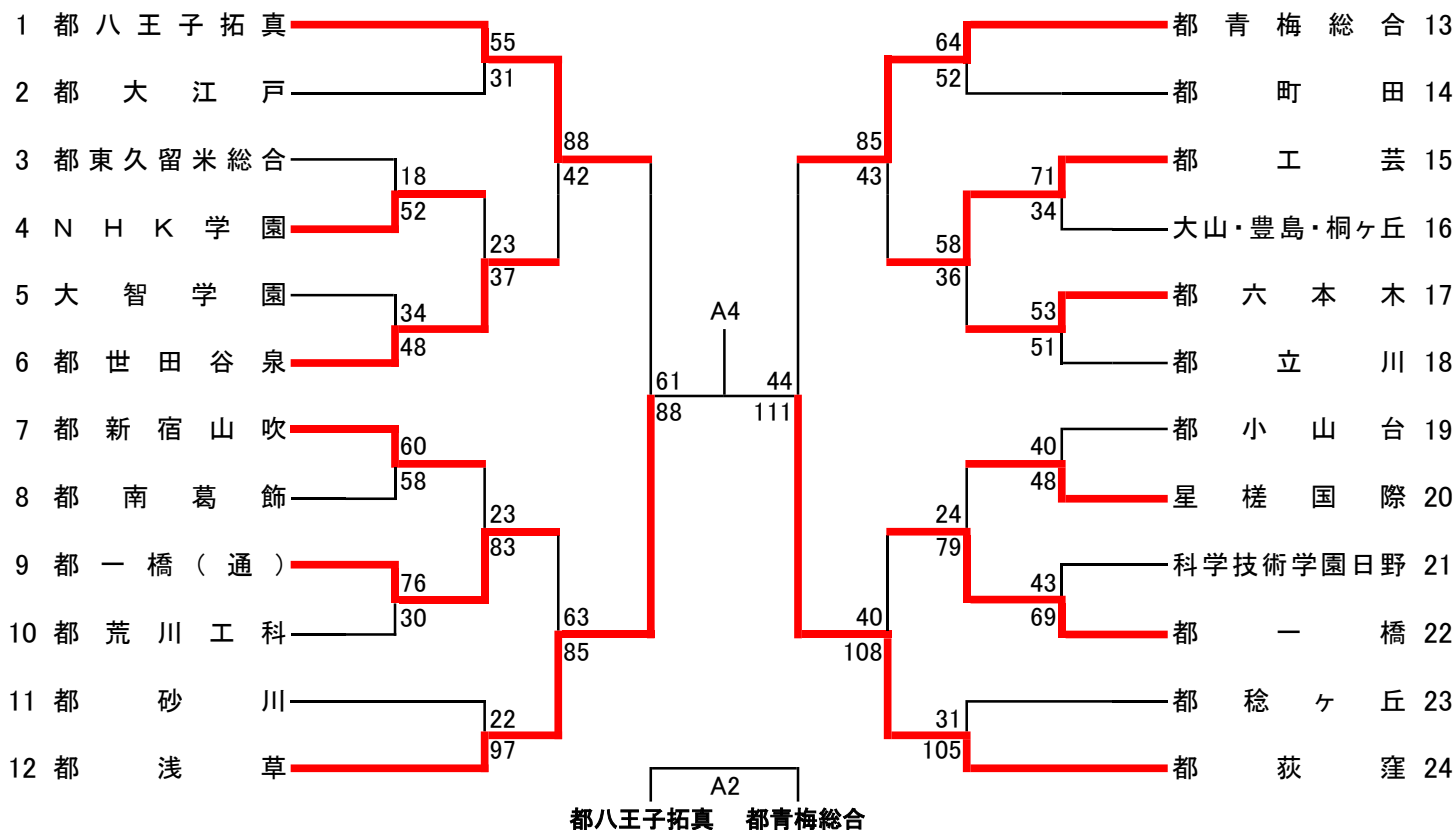 1 都八王子拓真 55 64 都青梅総合 13
31 52
2 都大江戸 都町田 14
88 85
3 都東久留米総合 18 42 43 71 都工芸 15
52 34
4 NHK学園 23 58 大山・豊島・桐ヶ丘 16
37 36
5 大智学園 34 A4 53 都六本木 17
48 51
6 都世田谷泉 都立川 18
61 44
88 111
7 都新宿山吹 60 40 都小山台 19
58 48
8 都南葛飾 星槎国際 20
23 24
83 79
9 都一橋(通) 76 43 科学技術学園日野 21
30 69
10 都荒川工科 63 40 都一橋 22
85 108
11 都砂川 22 31 都稔ヶ丘 23
97 105
12 都浅草 都荻窪 24
A2
都八王子拓真 都青梅総合